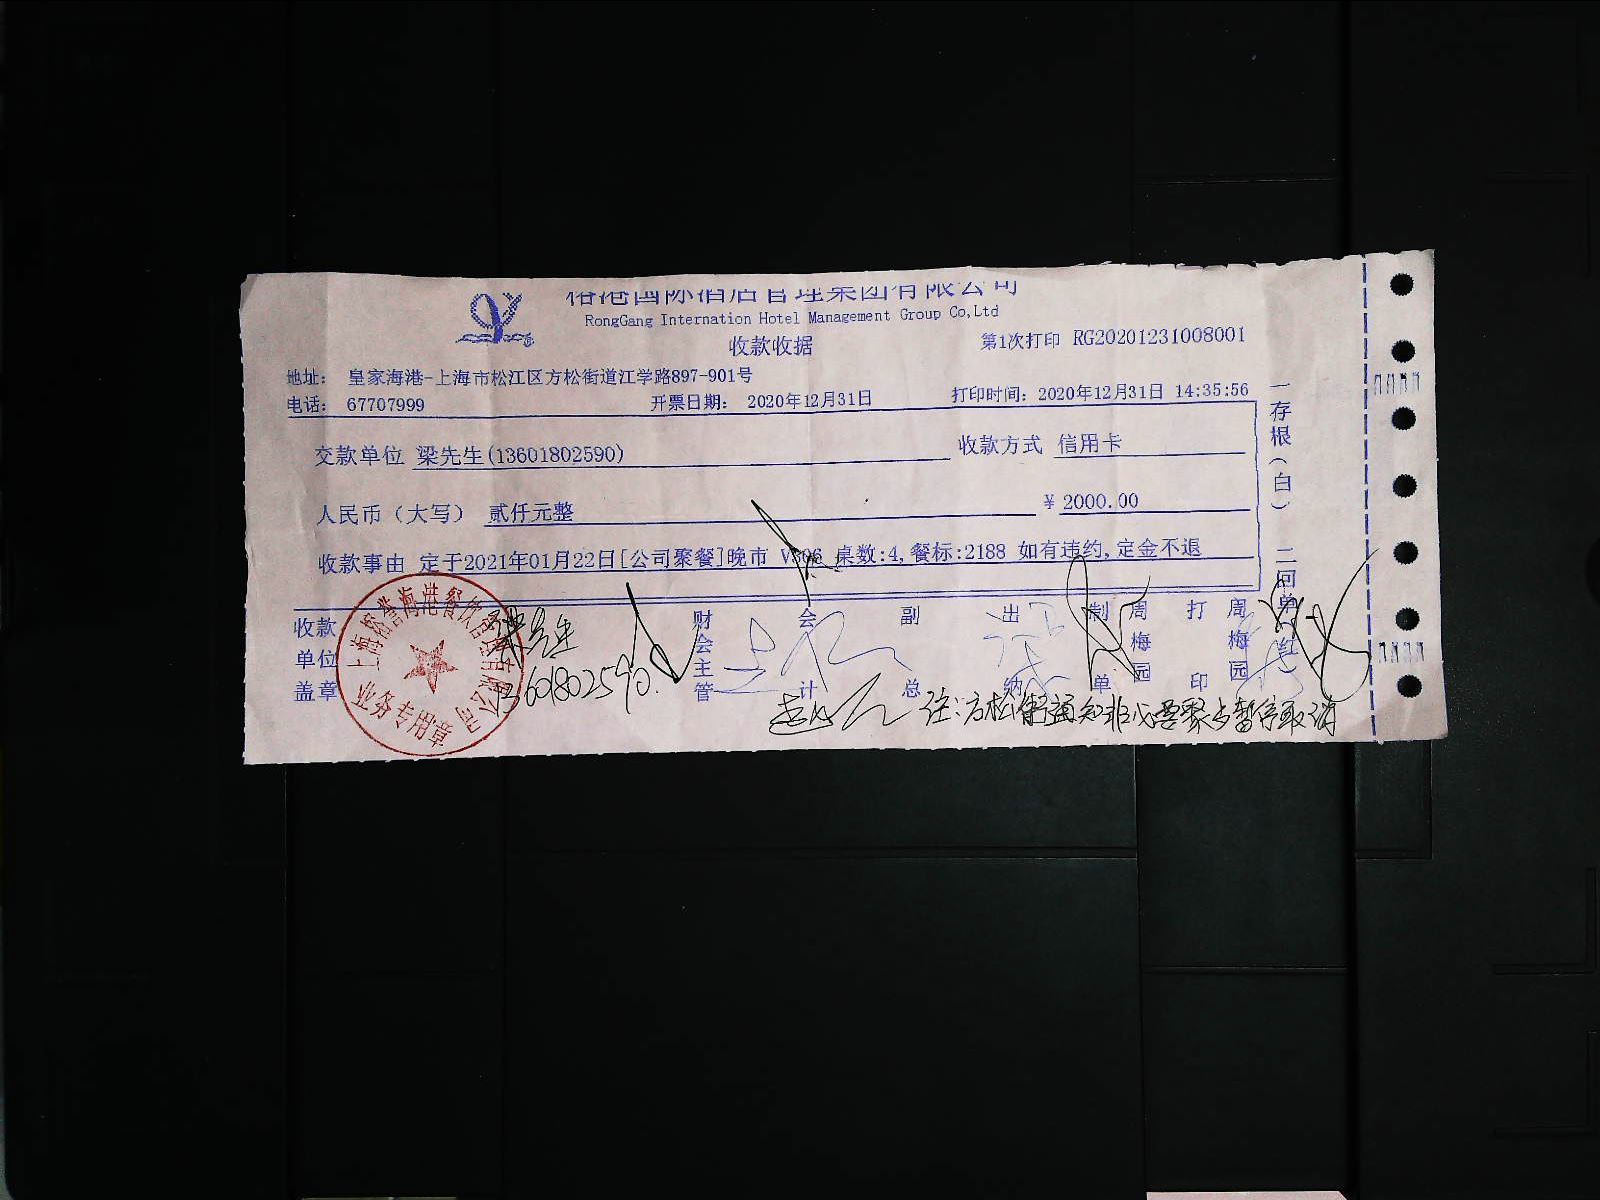 榕港国际酒店管理集团有限公司
RongGang Internation Hotel Management Group Co,Ltd
收款收据
第1次打印 RG20201231008001
地址： 皇家海港-上海市松江区方松街道江学路897-901号
电话： 67707999 开票日期： 2020年12月31日 打印时间：2020年12月31日 14:35:56
交款单位 梁先生(13601802590) 收款方式 信用卡
人民币（大写） 贰仟元整 ¥2000.00
收款事由 定于2021年01月22日[公司聚餐]晚市 V306 桌数:4,餐标:2188 如有违约,定金不退
收款单位盖章
梁先生
13601802590.
财会主管
会计
副总
出纳
制单
周梅园
打印
周梅园
注:方松街道通知非必要聚会暂停取消
一存根（白） 二回单（红）
业务专用章